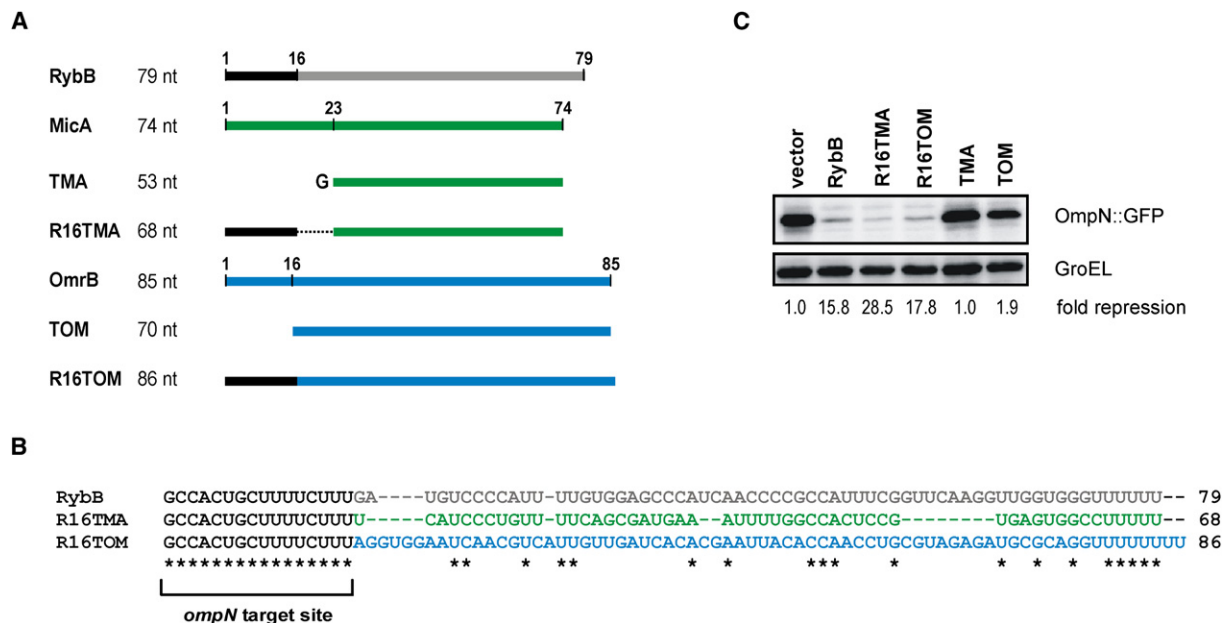 A
1 16 79
RybB 79 nt
1 23 74
MicA 74 nt
TMA 53 nt G
R16TMA 68 nt
1 16 85
OmrB 85 nt
TOM 70 nt
R16TOM 86 nt
C
vector RybB R16TMA R16TOM TMA TOM
OmpN::GFP
GroEL
1.0 15.8 28.5 17.8 1.0 1.9 fold repression
B
RybB GCCACUGCUUUUCUUUGA-----UGUCCCCAUU-UUGUGGAGCCCAUCAACCCCGCCAUUUCGGUUCAAGGUUGGUGGGUUUUUU-- 79
R16TMA GCCACUGCUUUUCUUUU------CAUCCCUGUU-UUCAGCGAUGAA--AUUUUGGCCACUCCG--------UGAGUGGCCUUUUU-- 68
R16TOM GCCACUGCUUUUCUUUAGGUGGAAUCAACGUCAUUGUUGAUCACACGAAUUACACCAACCUGCGUAGAGAUGCGCAGGUUUUUUUU 86
**************** ** * ** * * *** * * * * *****
ompN target site